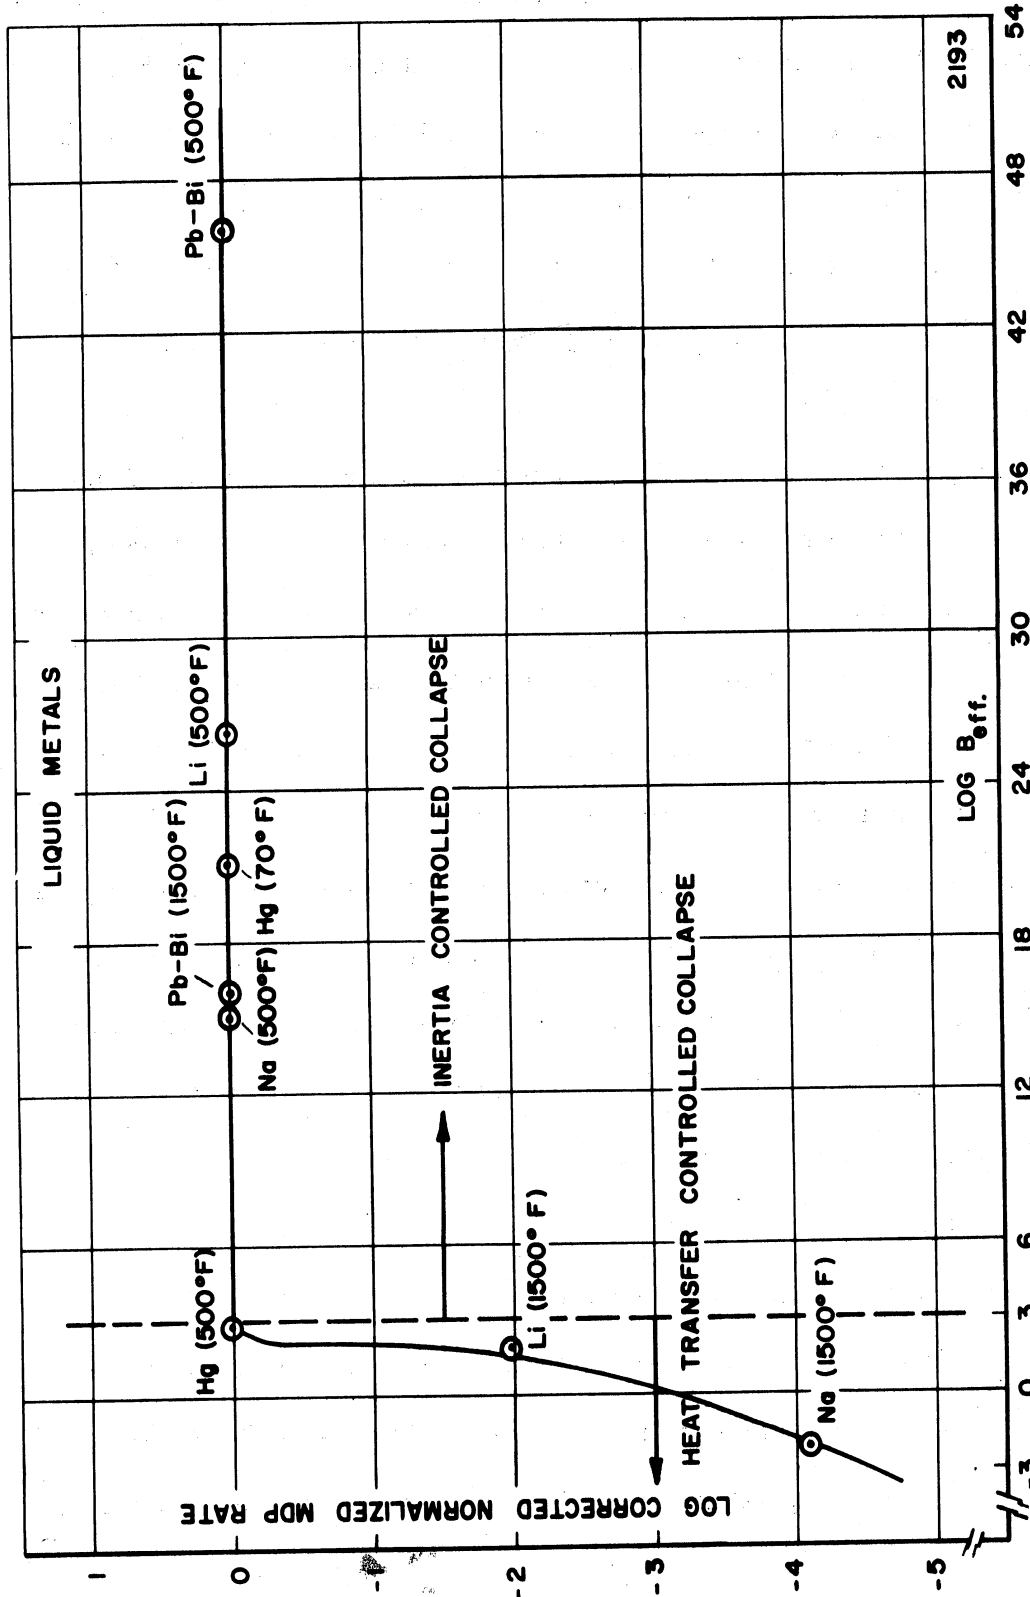 LIQUID METALS
1
0
-1
-2
-3
-4
-5
LOG CORRECTED NORMALIZED MDP RATE
Hg (500°F)
Pb-Bi (1500°F)
Na (500°F)
Hg (70°F)
Li (500°F)
Pb-Bi (500°F)
INERTIA CONTROLLED COLLAPSE
Li (1500°F)
HEAT TRANSFER CONTROLLED COLLAPSE
Na (1500°F)
2193
LOG Beff.
-3
0
3
6
12
18
24
30
36
42
48
54